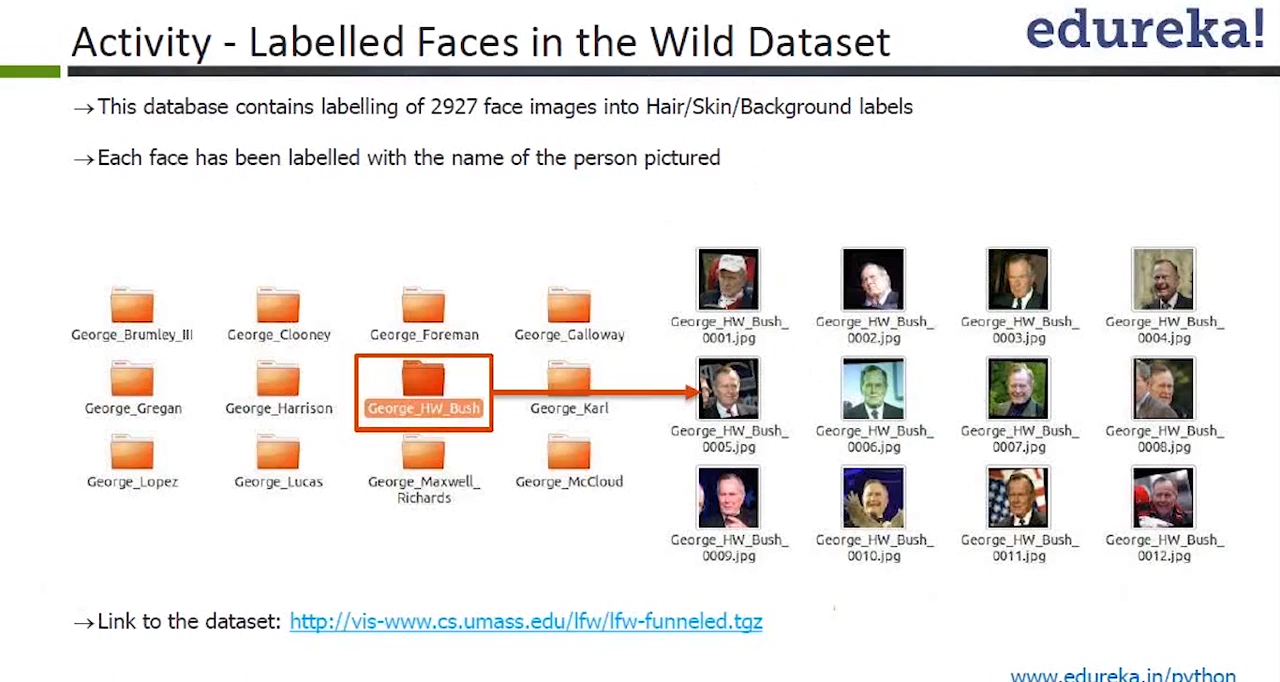 Activity - Labelled Faces in the Wild Dataset
edureka!
→This database contains labelling of 2927 face images into Hair/Skin/Background labels
→Each face has been labelled with the name of the person pictured
George_Brumley_III
George_Clooney
George_Foreman
George_Galloway
George_Gregan
George_Harrison
George_HW_Bush
George_Karl
George_Lopez
George_Lucas
George_Maxwell_
Richards
George_McCloud
George_HW_Bush_
0001.jpg
George_HW_Bush_
0002.jpg
George_HW_Bush_
0003.jpg
George_HW_Bush_
0004.jpg
George_HW_Bush_
0005.jpg
George_HW_Bush_
0006.jpg
George_HW_Bush_
0007.jpg
George_HW_Bush_
0008.jpg
George_HW_Bush_
0009.jpg
George_HW_Bush_
0010.jpg
George_HW_Bush_
0011.jpg
George_HW_Bush_
0012.jpg
→Link to the dataset: http://vis-www.cs.umass.edu/lfw/lfw-funneled.tgz
www.edureka.in/python